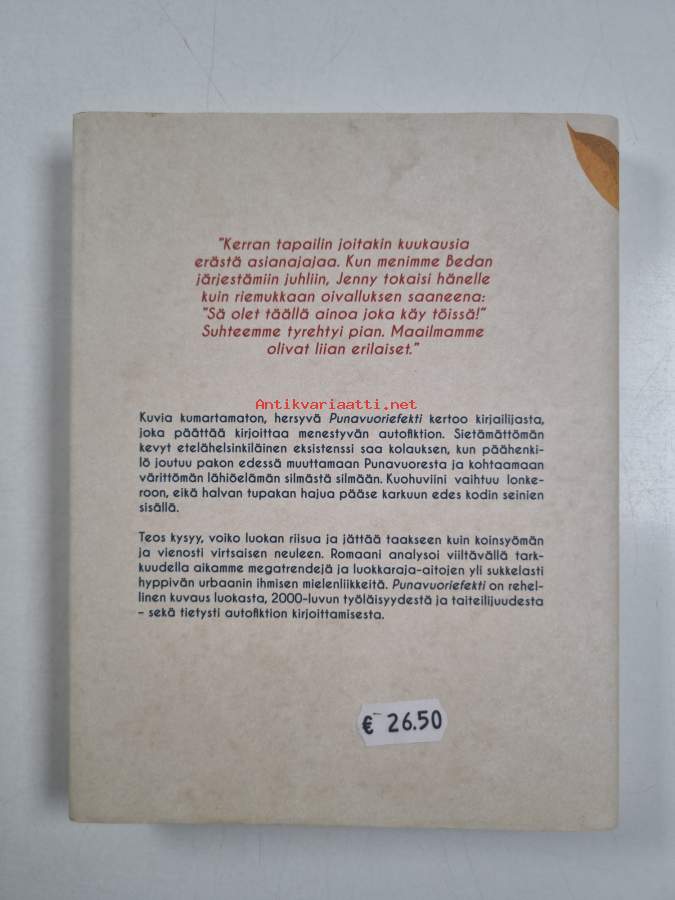 "Kerran tapailin joitakin kuukausia
erästä asianajajaa. Kun menimme Bedan
järjestämiin juhliin, Jenny tokaisi hänelle
kuin riemukkaan oivalluksen saaneena:
"Sä olet täällä ainoa joka käy töissä!"
Suhteemme tyrehtyi pian. Maailmamme
olivat liian erilaiset."
Antikvariaatti.net
Kuvia kumartamaton, hersyvä Punavuoriefekti kertoo kirjailijasta,
joka päättää kirjoittaa menestyvän autofiktion. Sietämättömän
kevyt etelähelsinkiläinen eksistenssi saa kolauksen, kun päähenki-
lö joutuu pakon edessä muuttamaan Punavuoresta ja kohtaamaan
värittömän lähiöelämän silmästä silmään. Kuohuviini vaihtuu lonke-
roon, eikä halvan tupakan hajua pääse karkuun edes kodin seinien
sisällä.
Teos kysyy, voiko luokan riisua ja jättää taakseen kuin koinsyömän
ja vienosti virtsaisen neuleen. Romaani analysoi viiltävällä tark-
kuudella aikamme megatrendejä ja luokkaraja-aitojen yli sukkelasti
hyppivän urbaanin ihmisen mielenliikkeitä. Punavuoriefekti on rehel-
linen kuvaus luokasta, 2000-luvun työläisyydestä ja taiteilijuudesta
– sekä tietysti autofiktion kirjoittamisesta.
€ 26.50